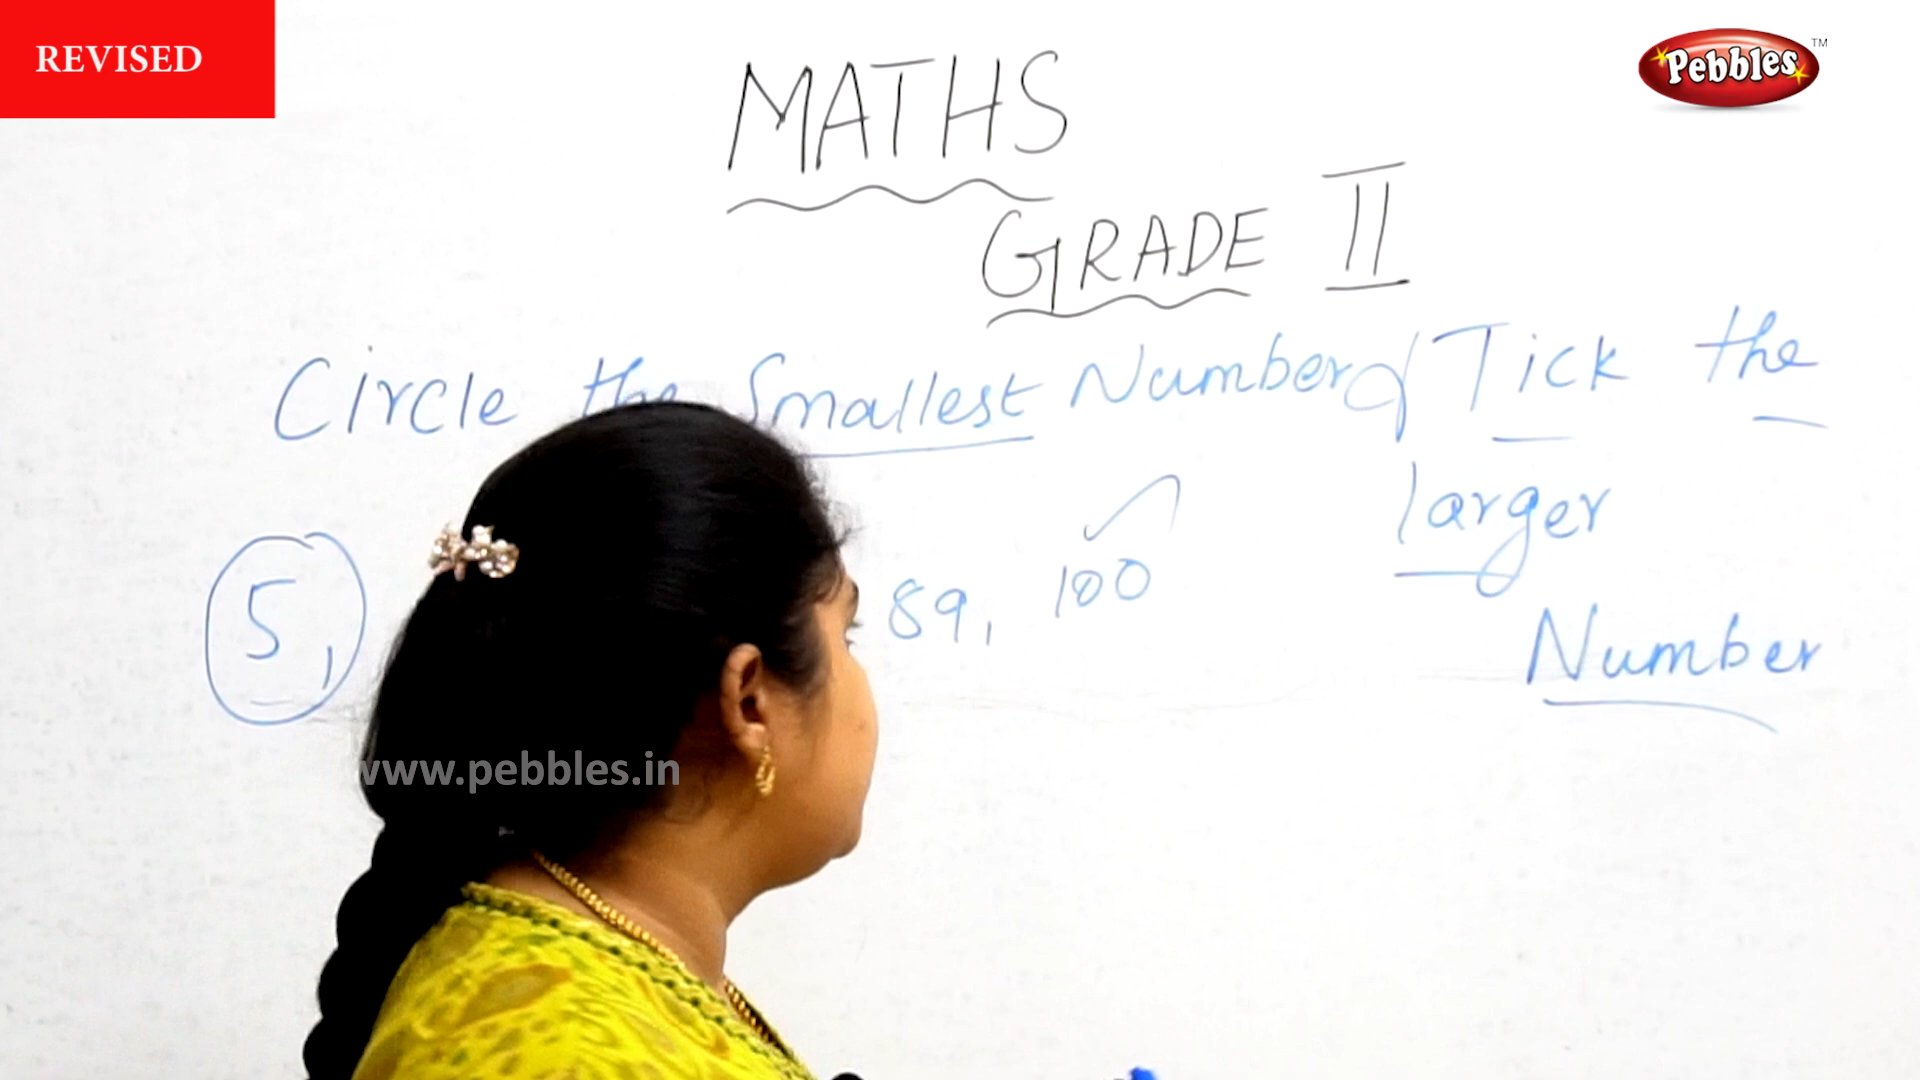 REVISED
Pebbles TM
MATHS
GRADE II
Circle the Smallest Number & Tick the
larger
Number
5, 89, 100
www.pebbles.in